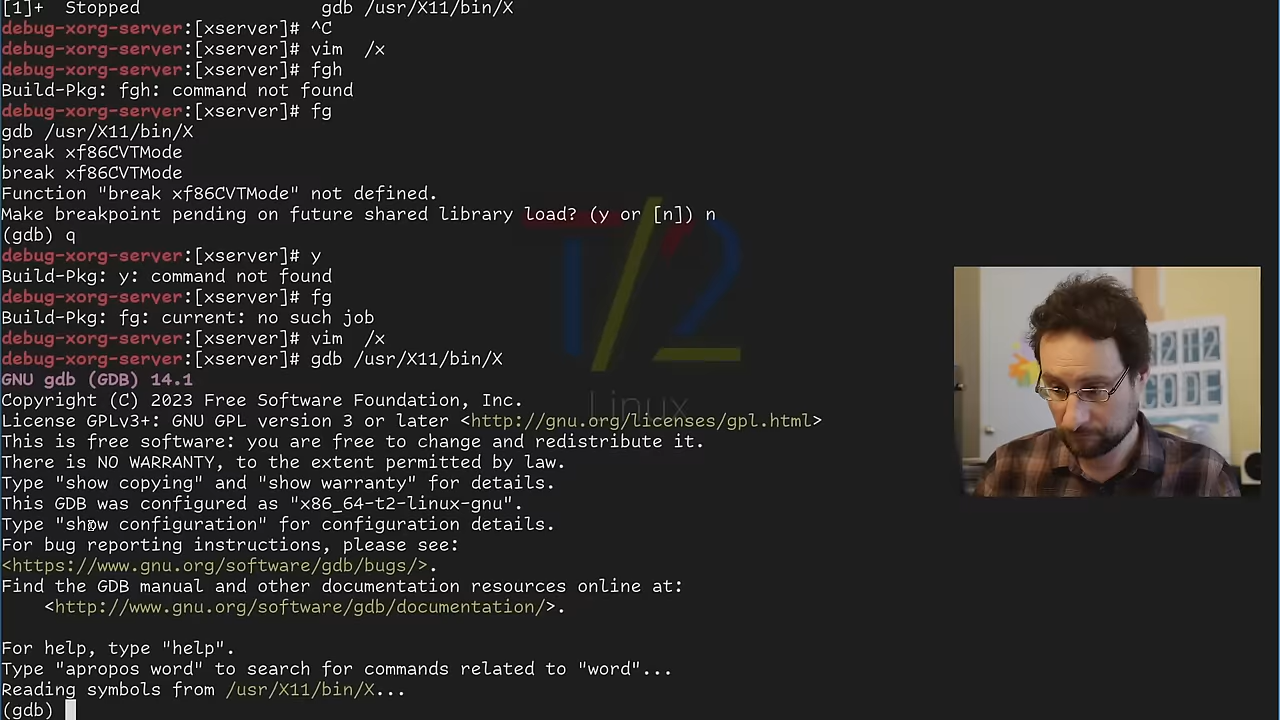 [1]+  Stopped                 gdb /usr/X11/bin/X
debug-xorg-server:[xserver]# ^C
debug-xorg-server:[xserver]# vim  /x
debug-xorg-server:[xserver]# fgh
Build-Pkg: fgh: command not found
debug-xorg-server:[xserver]# fg
gdb /usr/X11/bin/X
break xf86CVTMode
break xf86CVTMode
Function "break xf86CVTMode" not defined.
Make breakpoint pending on future shared library load? (y or [n]) n
(gdb) q
debug-xorg-server:[xserver]# y
Build-Pkg: y: command not found
debug-xorg-server:[xserver]# fg
Build-Pkg: fg: current: no such job
debug-xorg-server:[xserver]# vim  /x
debug-xorg-server:[xserver]# gdb /usr/X11/bin/X
GNU gdb (GDB) 14.1
Copyright (C) 2023 Free Software Foundation, Inc.
License GPLv3+: GNU GPL version 3 or later <http://gnu.org/licenses/gpl.html>
This is free software: you are free to change and redistribute it.
There is NO WARRANTY, to the extent permitted by law.
Type "show copying" and "show warranty" for details.
This GDB was configured as "x86_64-t2-linux-gnu".
Type "show configuration" for configuration details.
For bug reporting instructions, please see:
<https://www.gnu.org/software/gdb/bugs/>.
Find the GDB manual and other documentation resources online at:
    <http://www.gnu.org/software/gdb/documentation/>.

For help, type "help".
Type "apropos word" to search for commands related to "word"...
Reading symbols from /usr/X11/bin/X...
(gdb)
T/2
Linux
CODE